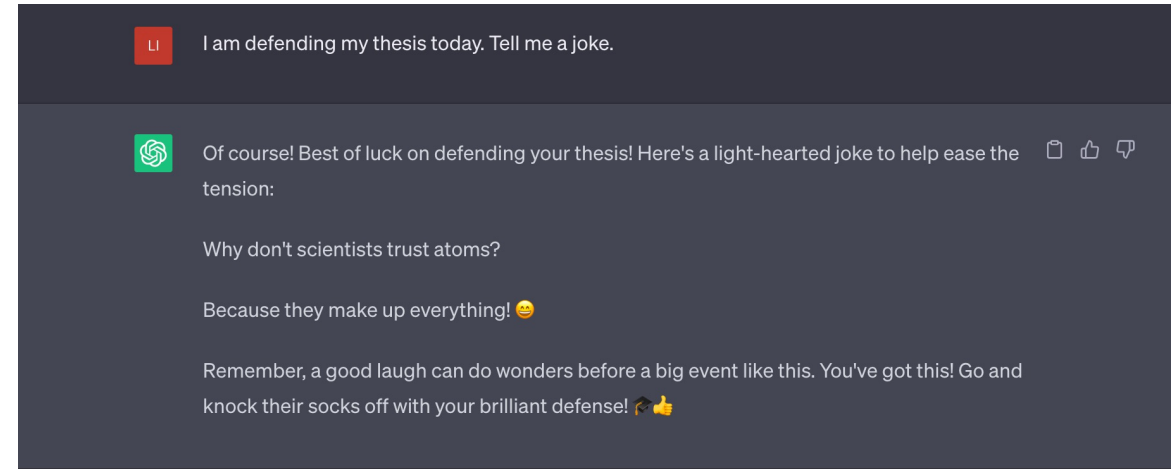 LI
I am defending my thesis today. Tell me a joke.
Of course! Best of luck on defending your thesis! Here's a light-hearted joke to help ease the
tension:
Why don't scientists trust atoms?
Because they make up everything! 😄
Remember, a good laugh can do wonders before a big event like this. You've got this! Go and
knock their socks off with your brilliant defense! 🎓👍